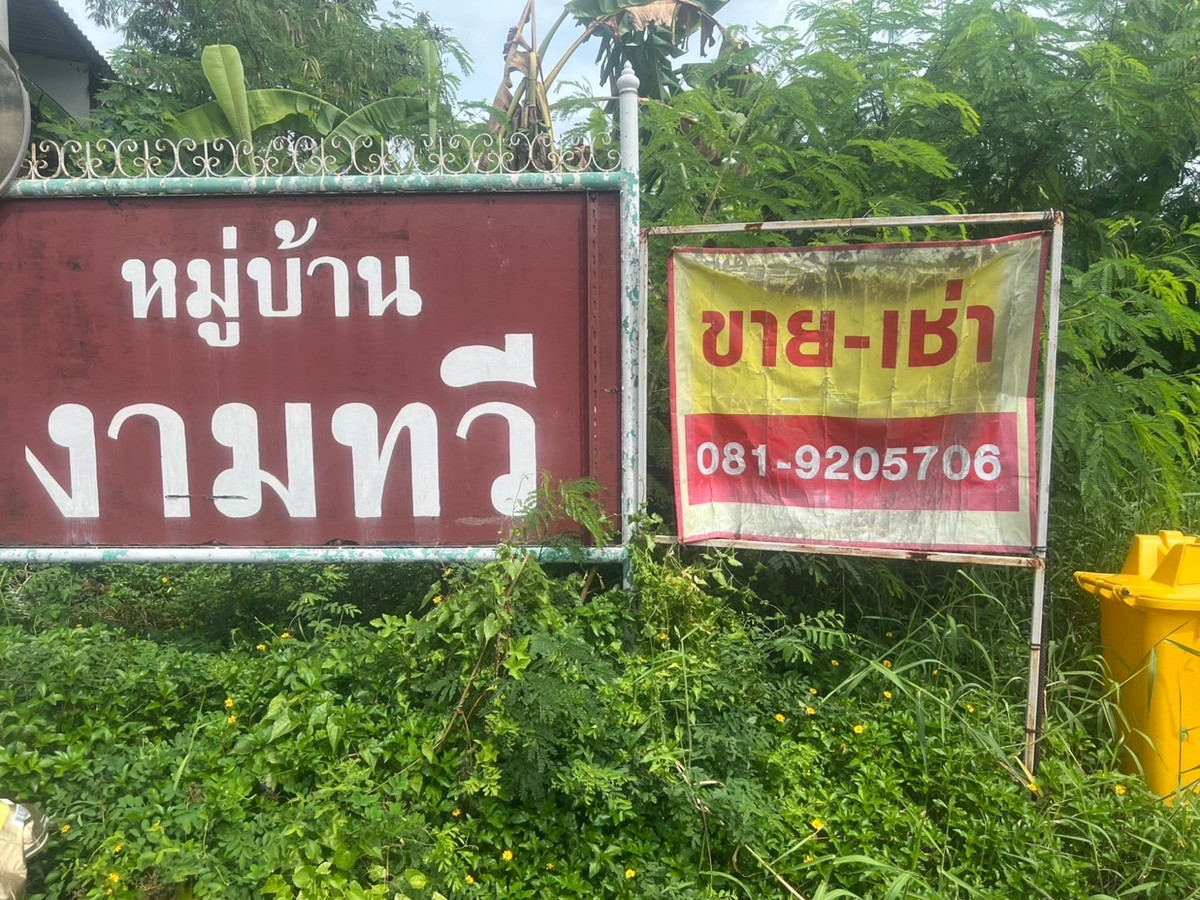 หมู่บ้าน
งามทวี
ขาย-เช่า
081-9205706